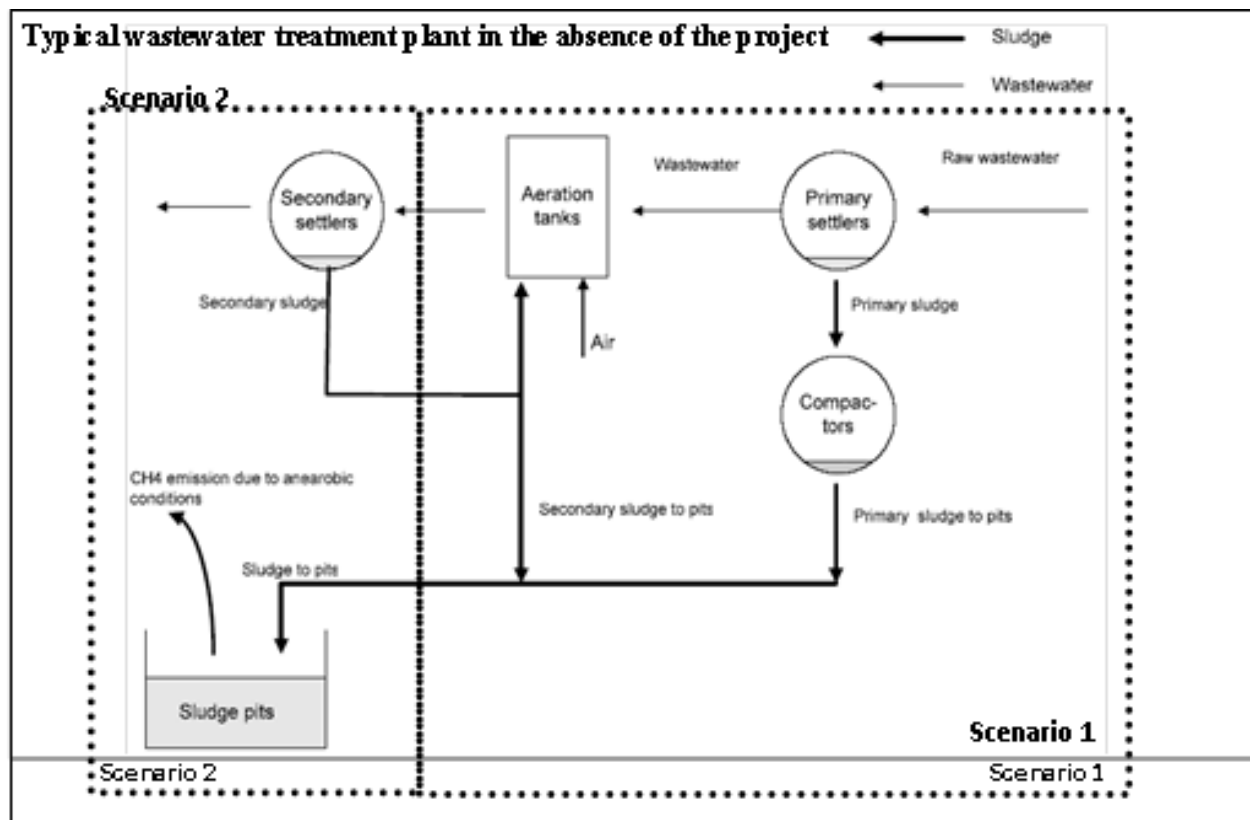 Typical wastewater treatment plant in the absence of the project
Sludge
Wastewater
Scenario 2
Secondary
settlers
Aeration
tanks
Wastewater
Primary
settlers
Raw wastewater
Secondary sludge
Air
Primary sludge
Compac-
tors
CH4 emission due to anearobic
conditions
Secondary sludge to pits
Primary sludge to pits
Sludge to pits
Sludge pits
Scenario 1
Scenario 2
Scenario 1